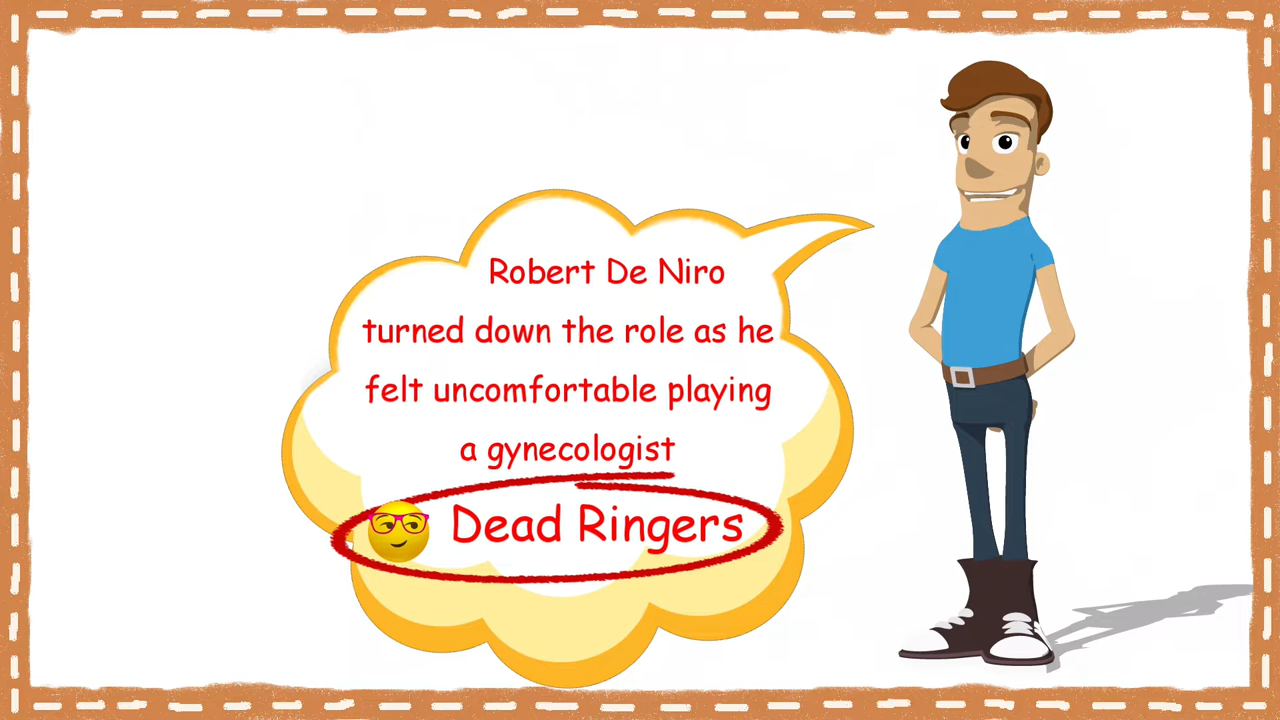 Robert De Niro
turned down the role as he
felt uncomfortable playing
a gynecologist
Dead Ringers